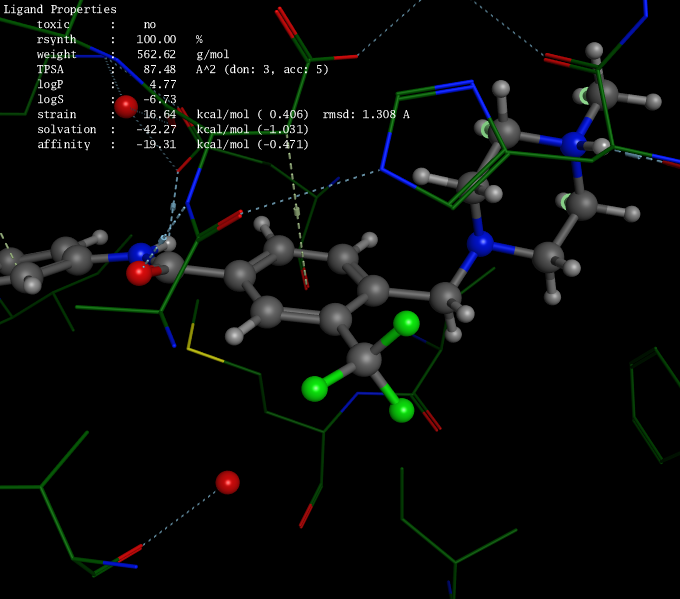 Ligand Properties
toxic : no
rsynth : 100.00 %
weight : 562.62 g/mol
TPSA : 87.48 A^2 (don: 3, acc: 5)
logP : 4.77
logS : -6.73
strain : 16.64 kcal/mol ( 0.406) rmsd: 1.308 A
solvation : -42.27 kcal/mol (-1.031)
affinity : -19.31 kcal/mol (-0.471)